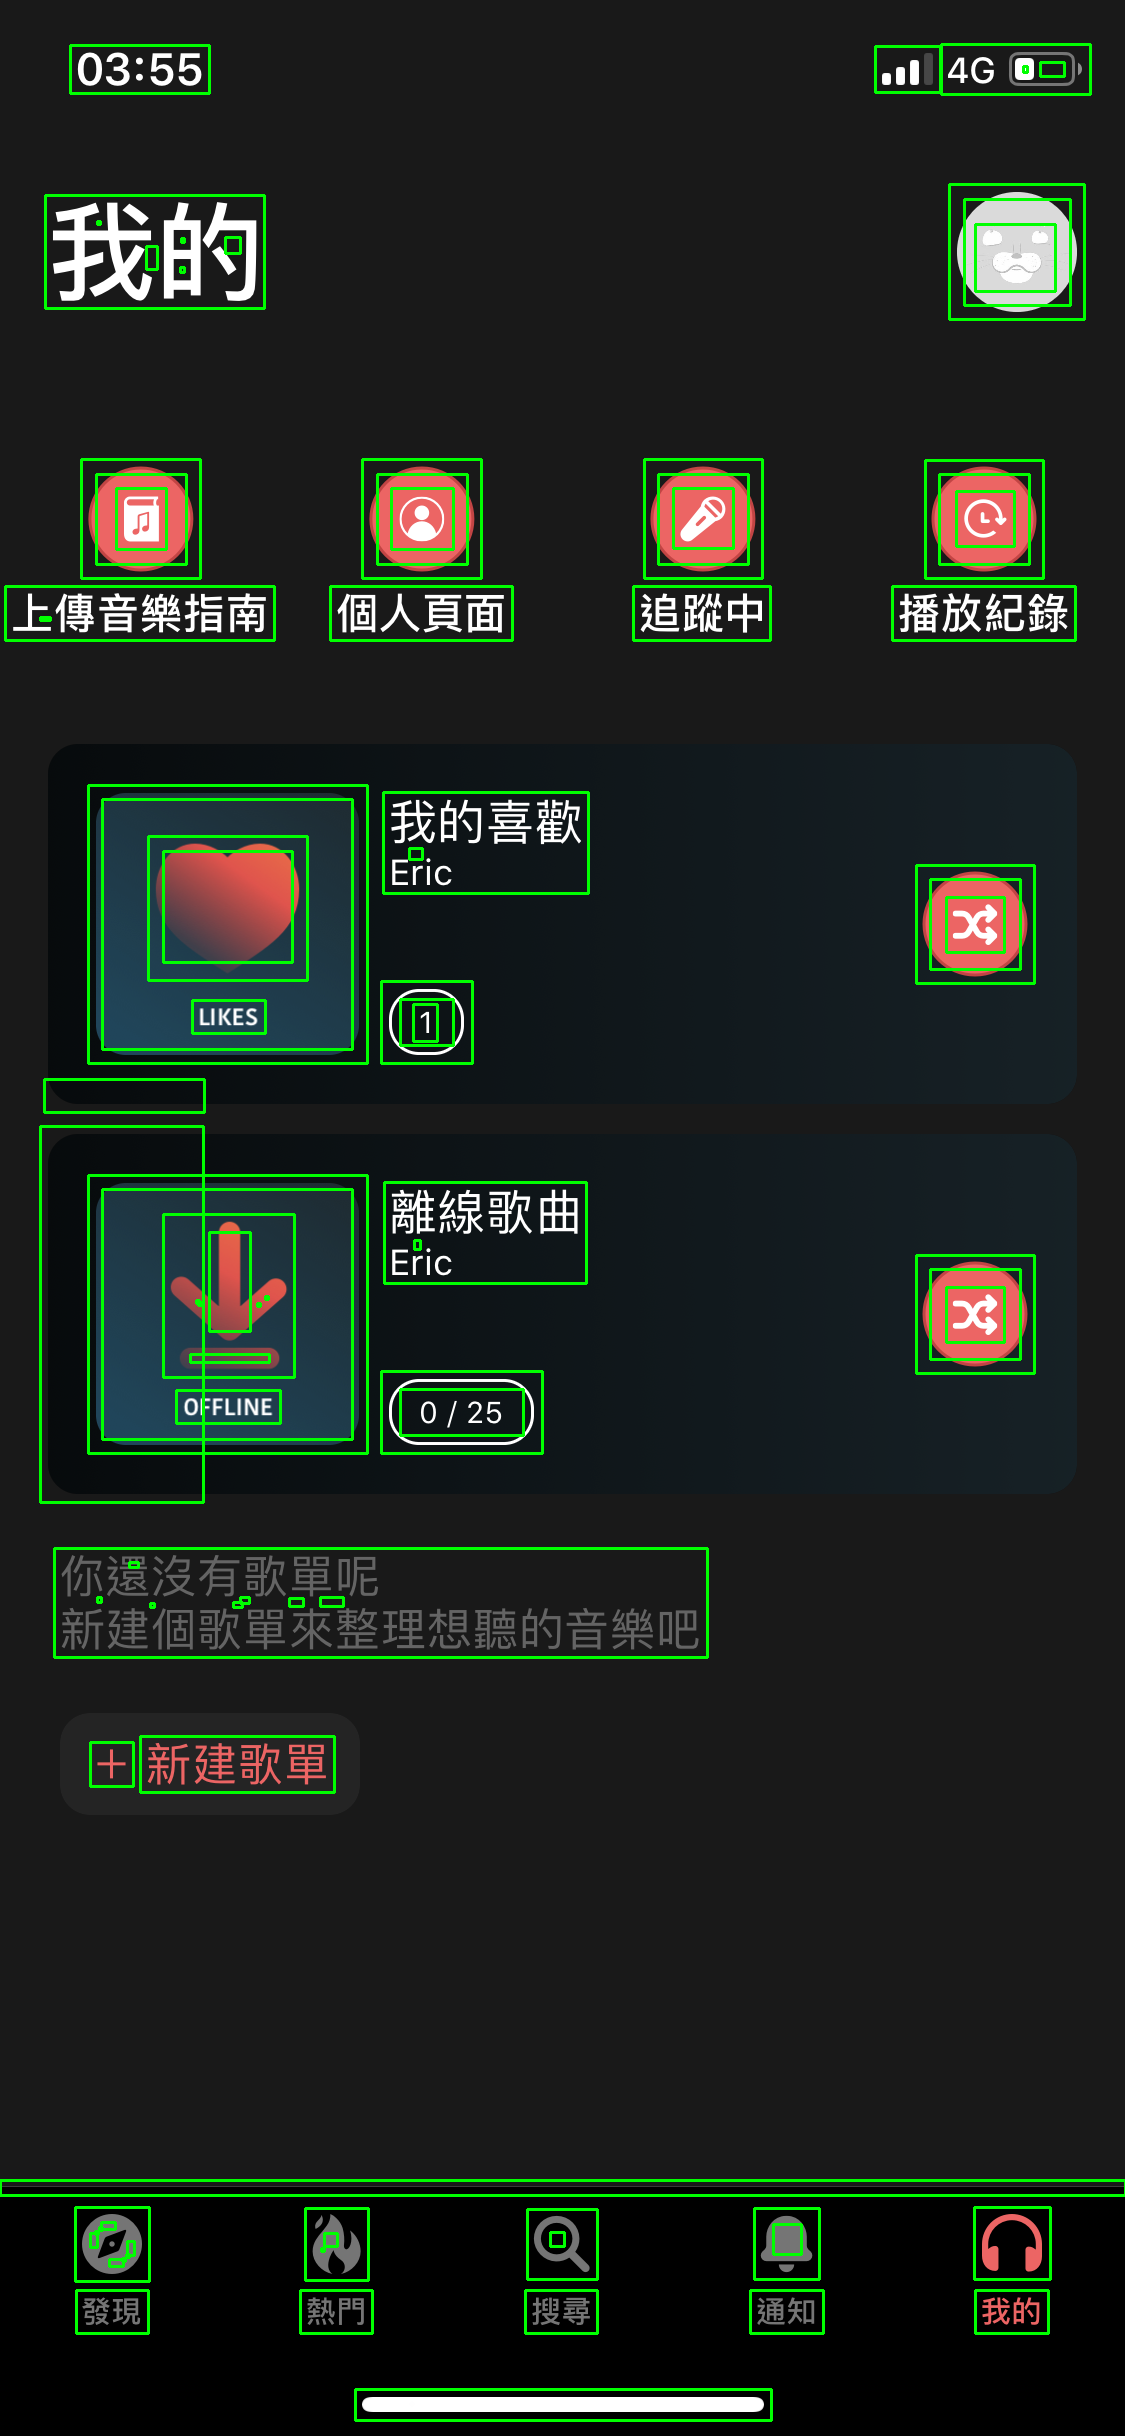 03:55
4G
我的
上傳音樂指南
個人頁面
追蹤中
播放紀錄
我的喜歡
Eric
LIKES
1
離線歌曲
Eric
OFFLINE
0 / 25
你還沒有歌單呢
新建個歌單來整理想聽的音樂吧
新建歌單
發現
熱門
搜尋
通知
我的